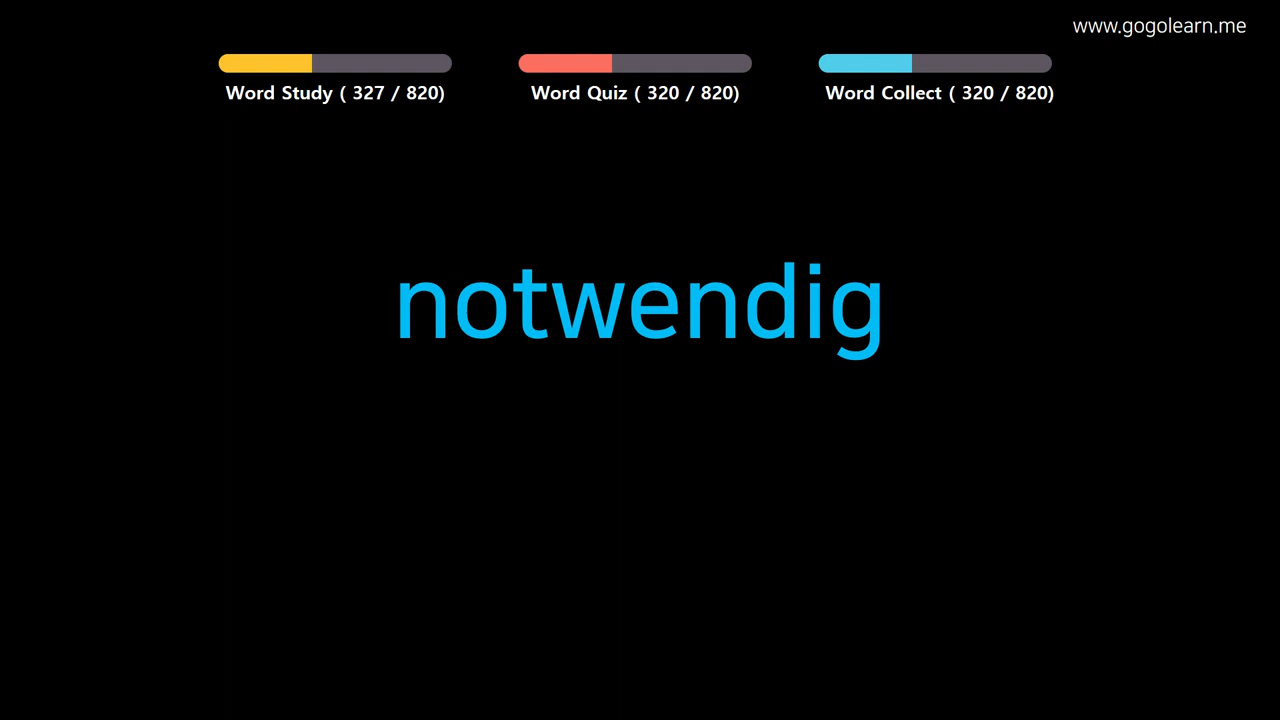 www.gogolearn.me
Word Study ( 327 / 820)
Word Quiz ( 320 / 820)
Word Collect ( 320 / 820)
notwendig